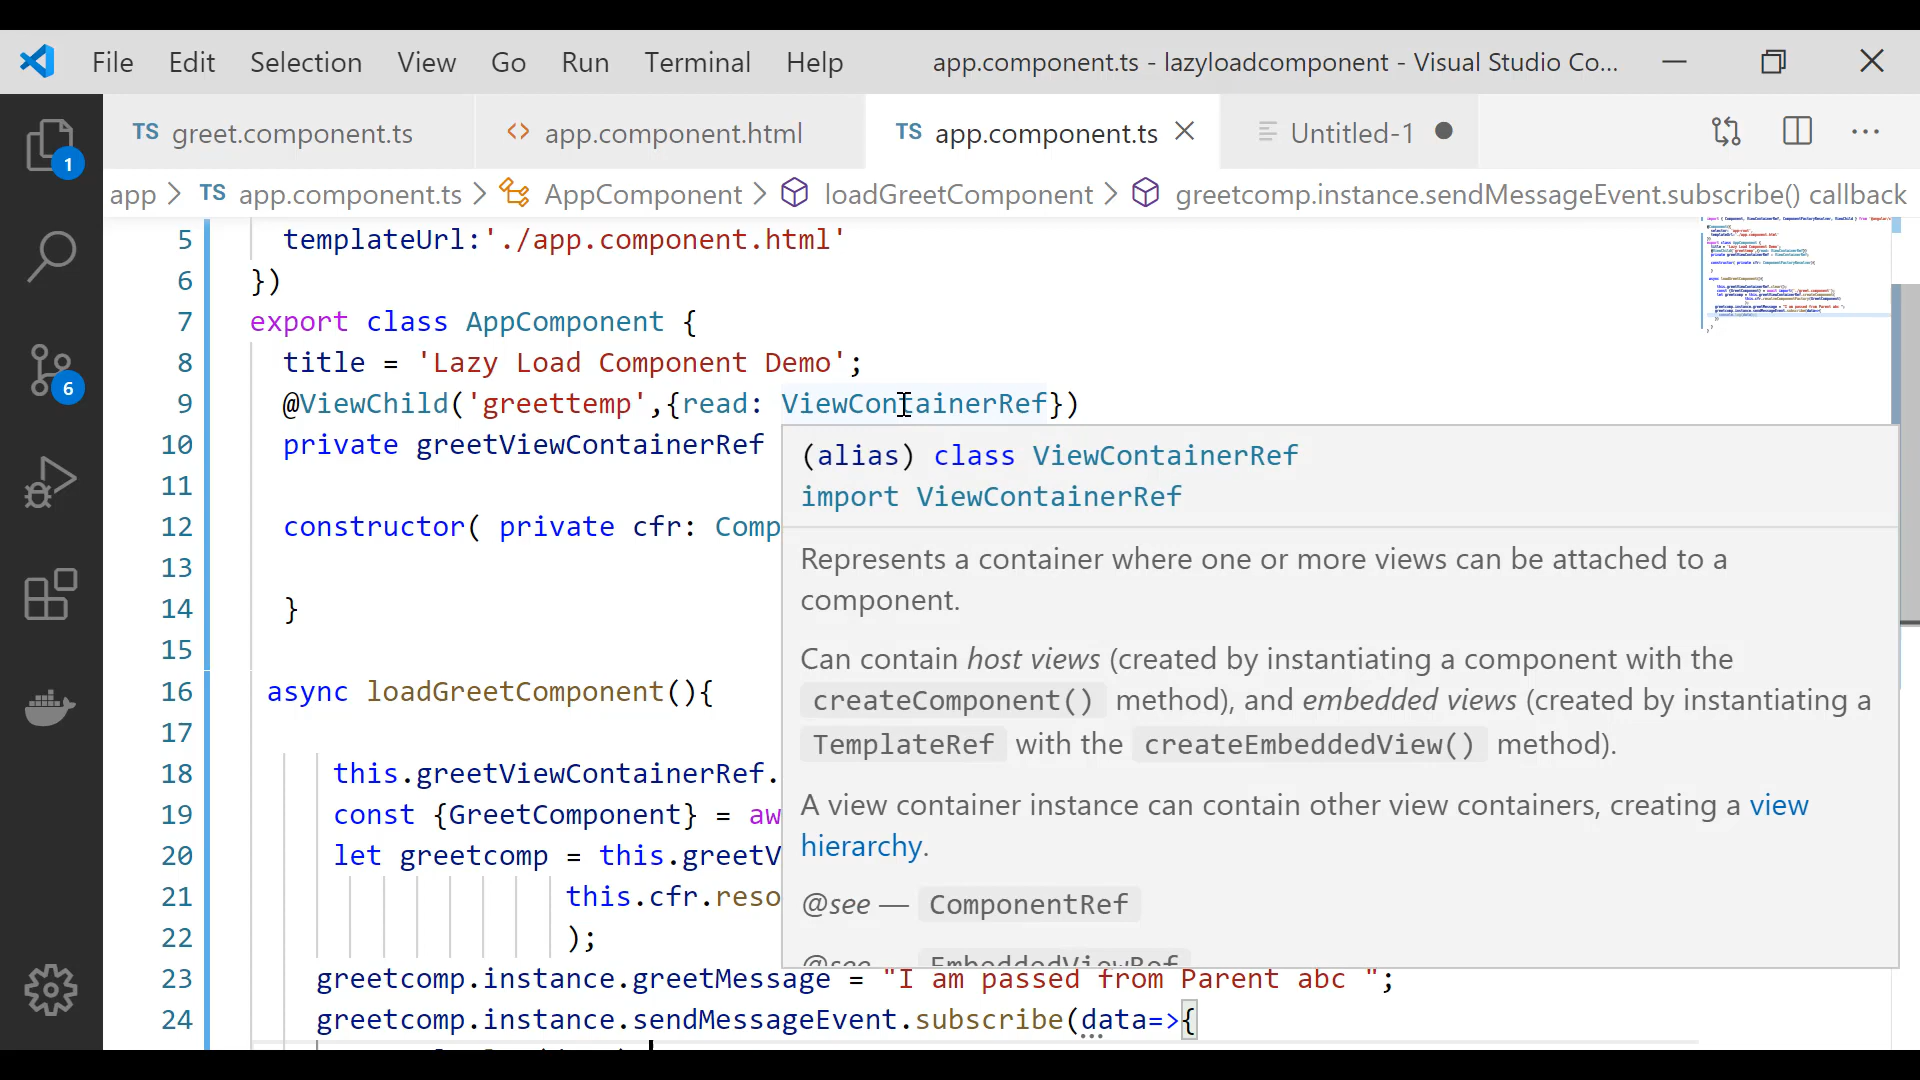 File Edit Selection View Go Run Terminal Help app.component.ts - lazyloadcomponent - Visual Studio Co...
TS greet.component.ts <> app.component.html TS app.component.ts Untitled-1
app > TS app.component.ts > AppComponent > loadGreetComponent > greetcomp.instance.sendMessageEvent.subscribe() callback
1
6
5 templateUrl:'./app.component.html'
6 })
7 export class AppComponent {
8 title = 'Lazy Load Component Demo';
9 @ViewChild('greettemp',{read: ViewContainerRef})
10 private greetViewContainerRef
11
12 constructor( private cfr: Comp
13
14 }
15
16 async loadGreetComponent(){
17
18 this.greetViewContainerRef.
19 const {GreetComponent} = aw
20 let greetcomp = this.greetV
21 this.cfr.reso
22 );
23 greetcomp.instance.greetMessage = "I am passed from Parent abc ";
24 greetcomp.instance.sendMessageEvent.subscribe(data=>{
(alias) class ViewContainerRef
import ViewContainerRef
Represents a container where one or more views can be attached to a
component.
Can contain host views (created by instantiating a component with the
createComponent() method), and embedded views (created by instantiating a
TemplateRef with the createEmbeddedView() method).
A view container instance can contain other view containers, creating a view
hierarchy.
@see — ComponentRef
@see EmbeddedViewRef